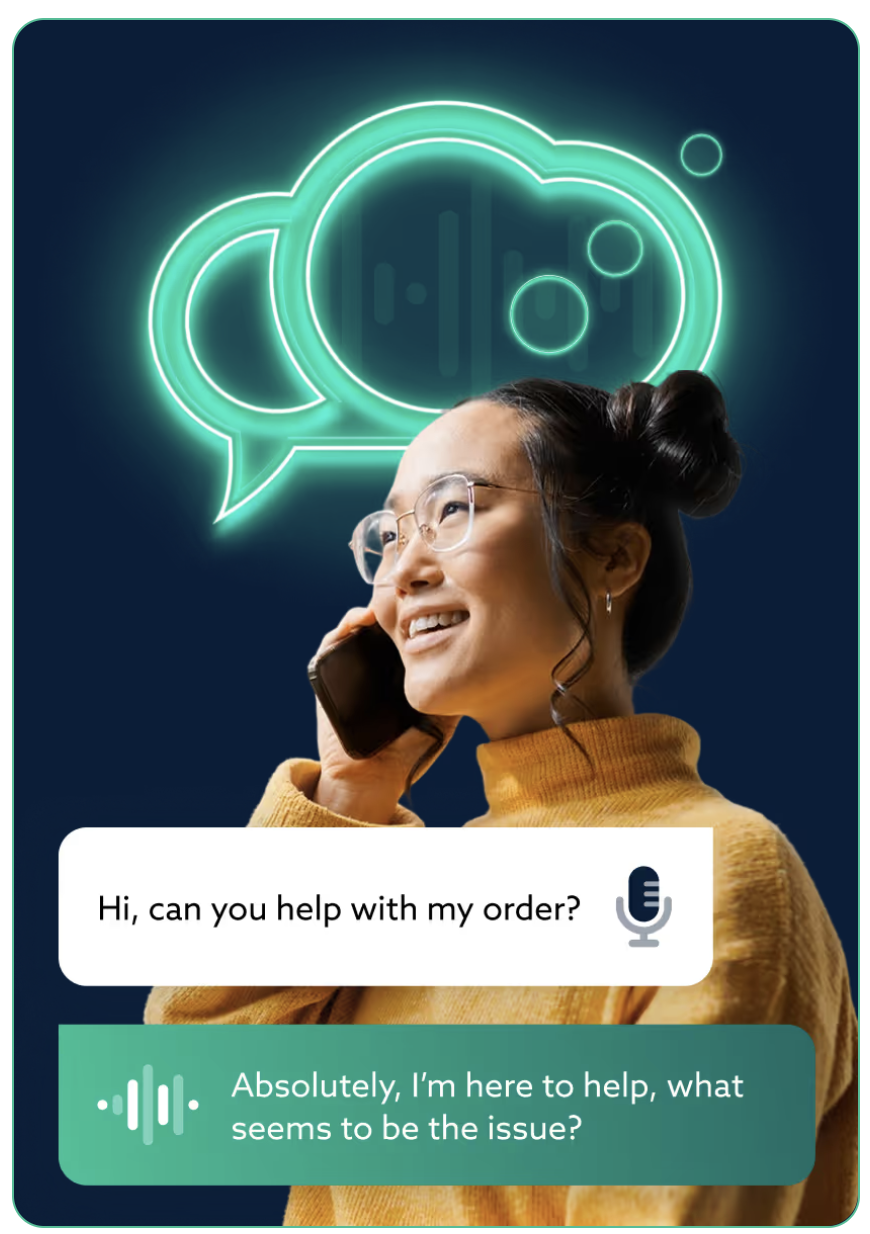 Hi, can you help with my order?
Absolutely, I’m here to help, what
seems to be the issue?